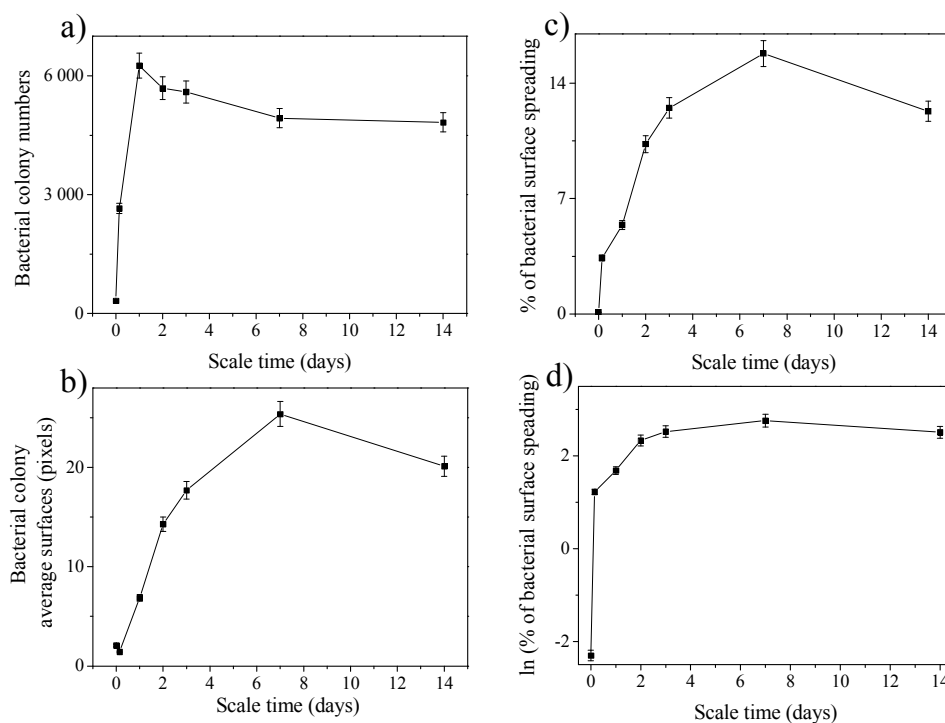 a)
Bacterial colony numbers
6 000
3 000
0
0 2 4 6 8 10 12 14
Scale time (days)
b)
Bacterial colony
average surfaces (pixels)
20
10
0
0 2 4 6 8 10 12 14
Scale time (days)
c)
% of bacterial surface spreading
14
7
0
0 2 4 6 8 10 12 14
Scale time (days)
d)
ln (% of bacterial surface speading)
2
0
-2
0 2 4 6 8 10 12 14
Scale time (days)